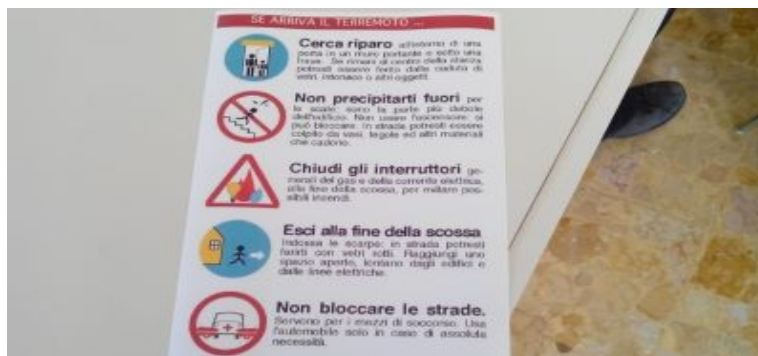 SE ARRIVA IL TERREMOTO ...
Cerca riparo all'interno di una
porta in un muro portante e sotto una
trave. Se rimani al centro della stanza
potresti essere ferito dalla caduta di
vetri, intonaco o altri oggetti.
Non precipitarti fuori per
le scale: sono la parte più debole
dell'edificio. Non usare l'ascensore: si
può bloccare. In strada potresti essere
colpito da vasi, tegole ed altri materiali
che cadono.
Chiudi gli interruttori ge-
nerali del gas e della corrente elettrica,
alla fine della scossa, per evitare pos-
sibili incendi.
Esci alla fine della scossa
Indossa le scarpe: in strada potresti
ferirti con vetri rotti. Raggiungi uno
spazio aperto, lontano dagli edifici e
dalle linee elettriche.
Non bloccare le strade.
Servono per i mezzi di soccorso. Usa
l'automobile solo in caso di assoluta
necessità.